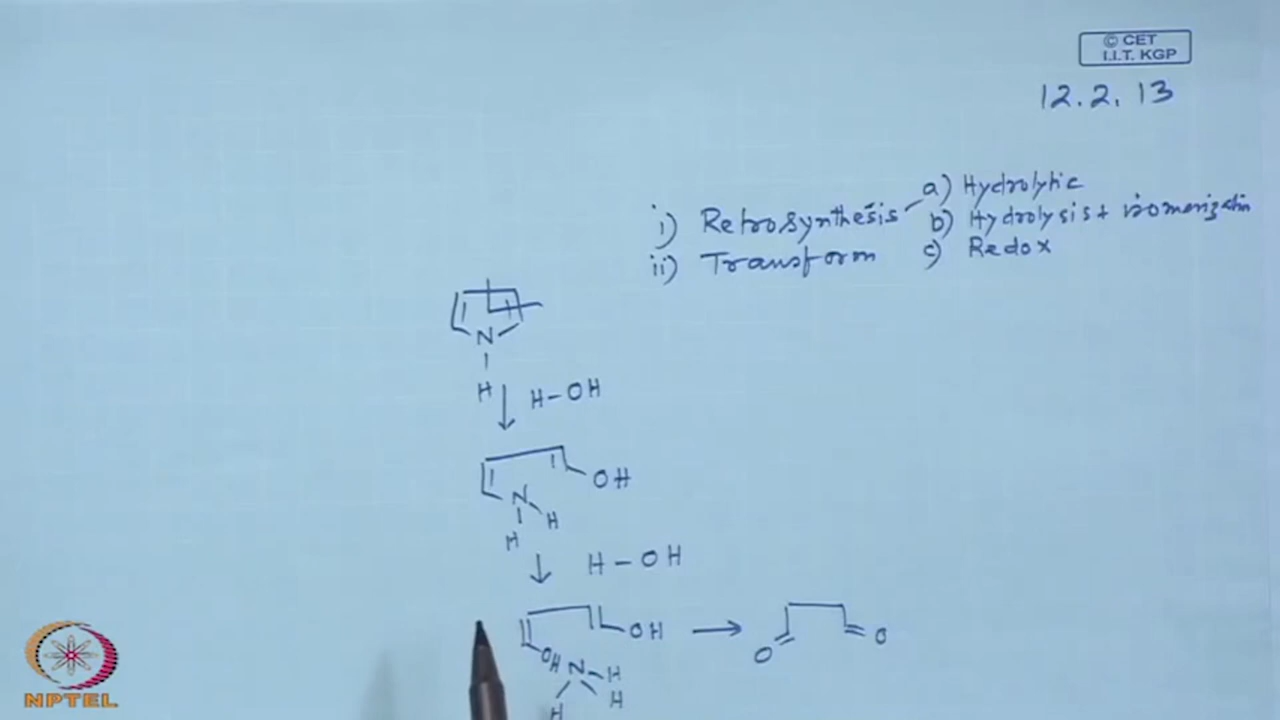 © CET
I.I.T. KGP
12.2.13
i) Retrosynthesis
a) Hydrolytic
b) Hydrolysis + isomerization
c) Redox
ii) Transform
N
H
H-OH
OH
N
H
H
H-OH
OH
OH
N
H
H
H
O
O
NPTEL